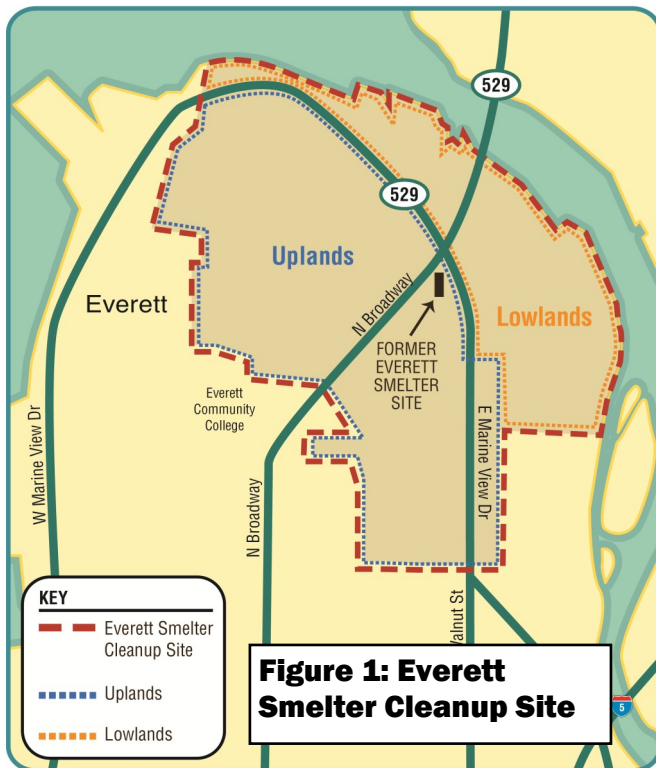 529
529
Uplands
Everett
N Broadway
Lowlands
FORMER
EVERETT
SMELTER
SITE
Everett
Community
College
W Marine View Dr
E Marine View Dr
N Broadway
KEY
Everett Smelter
Cleanup Site
Uplands
Lowlands
St
Figure 1: Everett
Smelter Cleanup Site
5